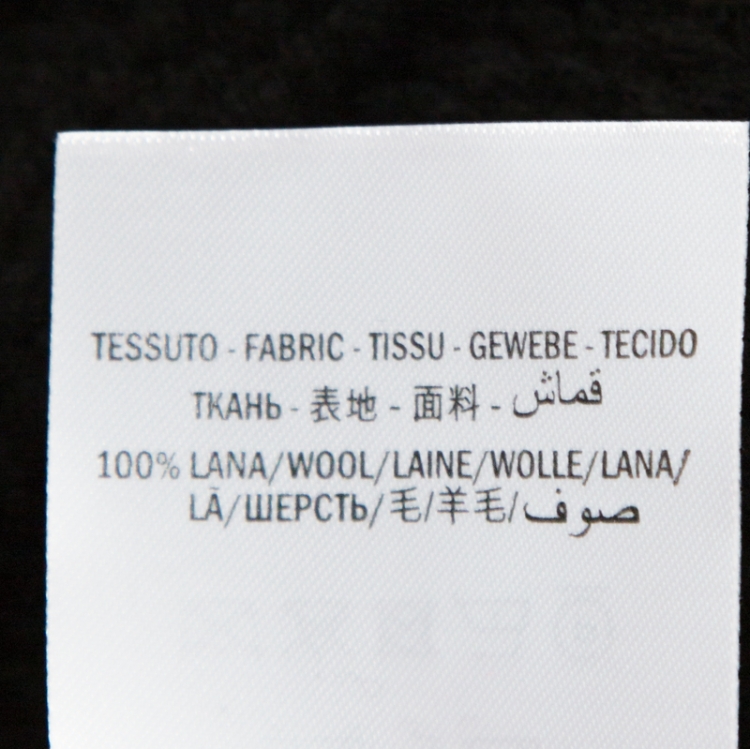 TESSUTO - FABRIC - TISSU - GEWEBE - TECIDO
ТКАНЬ - 表地 - 面料 - قماش
100% LANA/WOOL/LAINE/WOLLE/LANA/
LÃ/ШЕРСТЬ/毛/羊毛/صوف